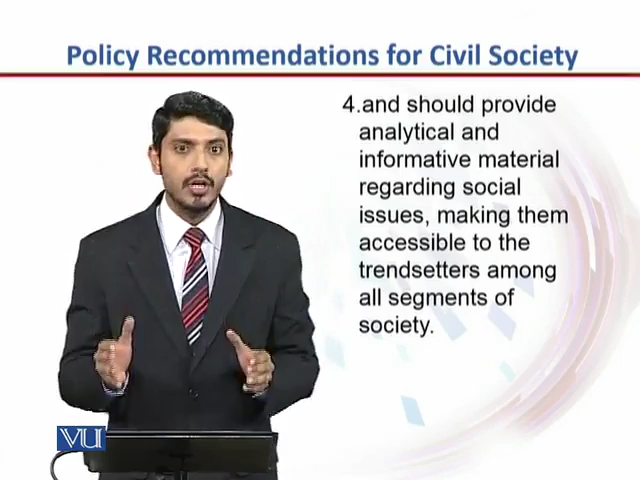 Policy Recommendations for Civil Society
4.and should provide
analytical and
informative material
regarding social
issues, making them
accessible to the
trendsetters among
all segments of
society.
VU